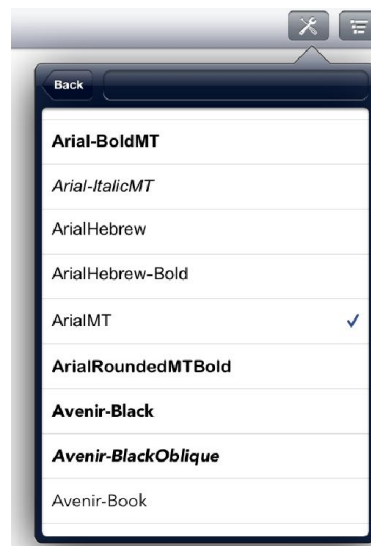 Back
Arial-BoldMT
Arial-ItalicMT
ArialHebrew
ArialHebrew-Bold
ArialMT
ArialRoundedMTBold
Avenir-Black
Avenir-BlackOblique
Avenir-Book